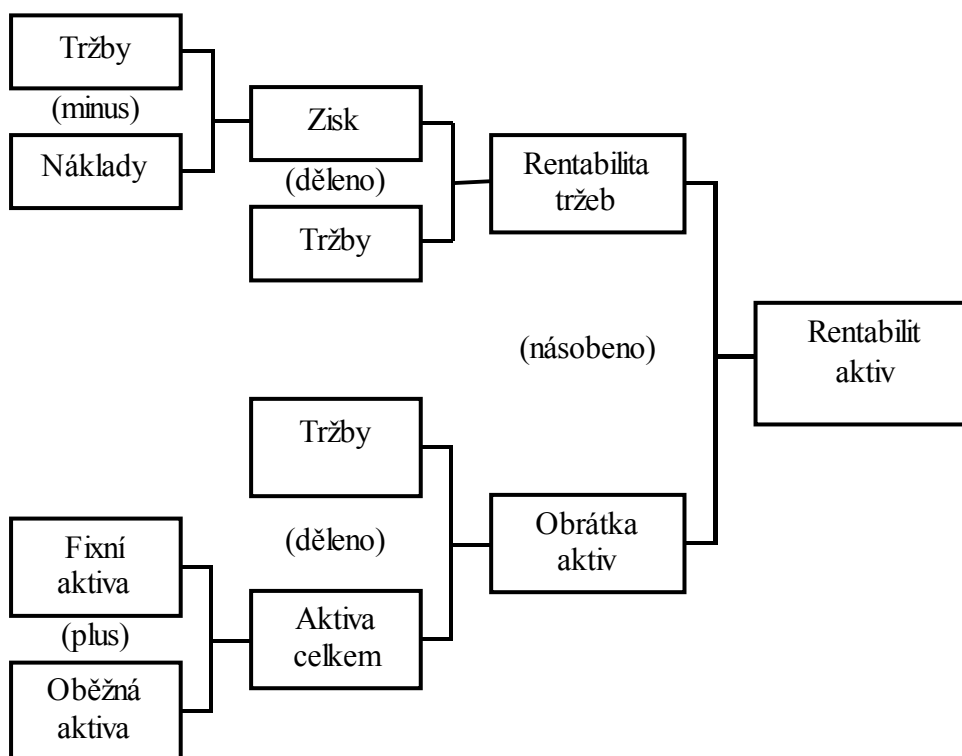 Tržby
(minus)
Náklady
Zisk
(děleno)
Tržby
Rentabilita
tržeb
(násobeno)
Rentabilit
aktiv
Tržby
(děleno)
Obrátka
aktiv
Fixní
aktiva
(plus)
Oběžná
aktiva
Aktiva
celkem